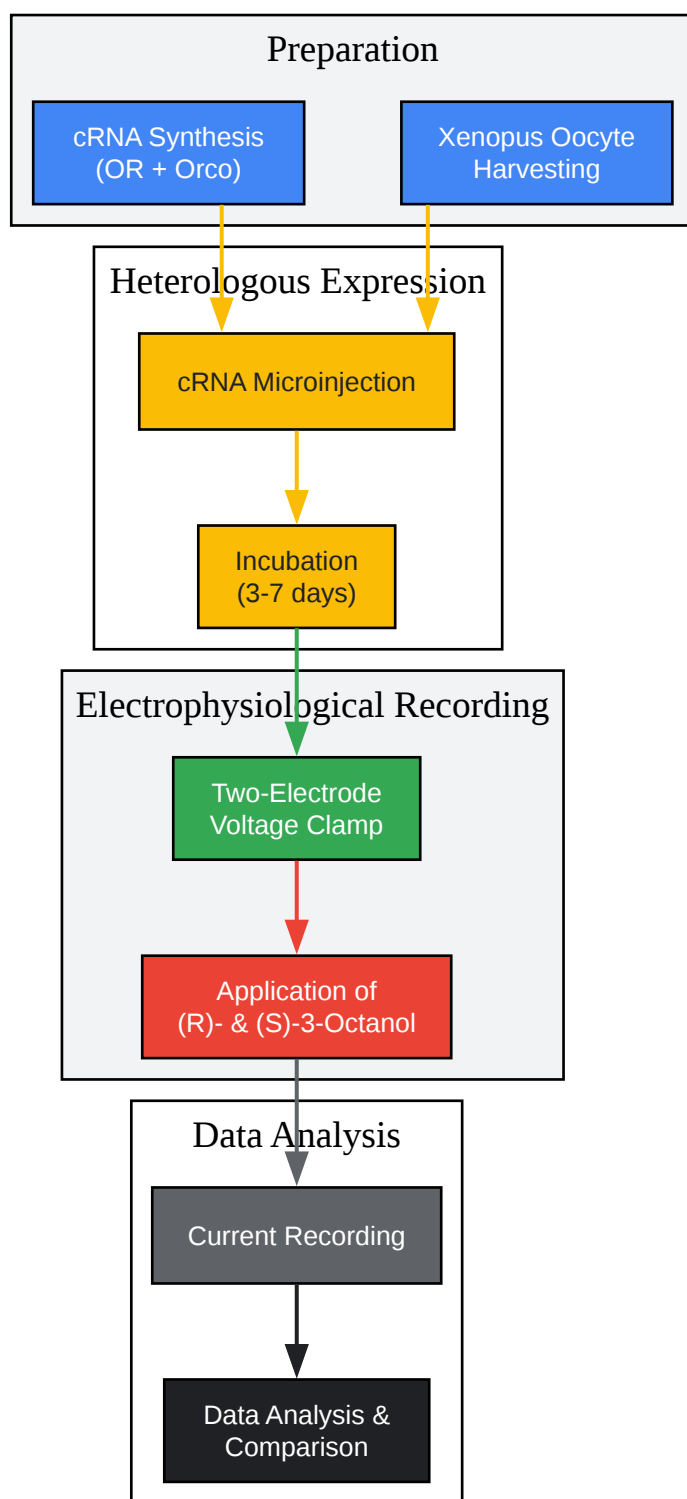 Preparation
cRNA Synthesis
(OR + Orco)
Xenopus Oocyte
Harvesting
Heterologous Expression
cRNA Microinjection
Incubation
(3-7 days)
Electrophysiological Recording
Two-Electrode
Voltage Clamp
Application of
(R)- & (S)-3-Octanol
Data Analysis
Current Recording
Data Analysis &
Comparison